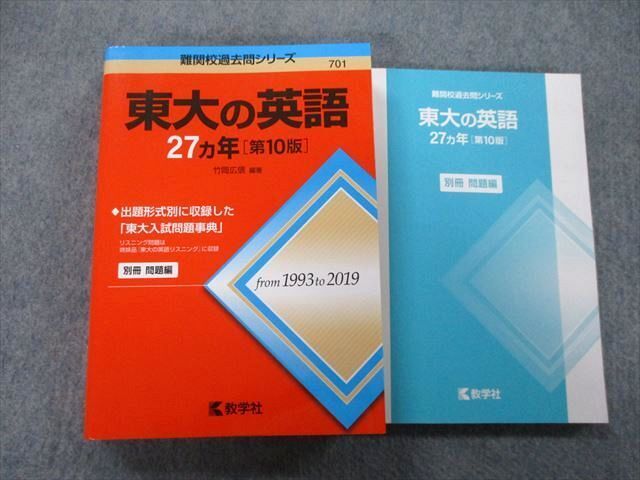 難関校過去問シリーズ
701
東大の英語
27カ年[第10版]
竹岡広信 編著
◆出題形式別に収録した
「東大入試問題事典」
リスニング問題は
姉妹品「東大の英語リスニング」に収録
別冊 問題編
from 1993 to 2019
教学社
難関校過去問シリーズ
東大の英語
27カ年[第10版]
別冊 問題編
教学社